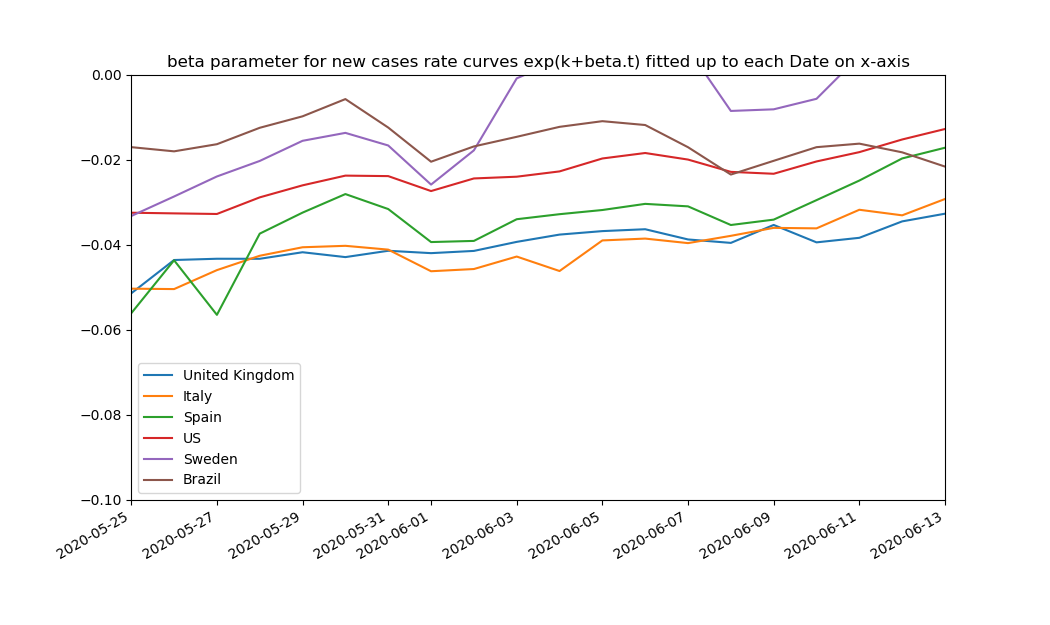 beta parameter for new cases rate curves exp(k+beta.t) fitted up to each Date on x-axis
0.00
−0.02
−0.04
−0.06
−0.08
−0.10
United Kingdom
Italy
Spain
US
Sweden
Brazil
2020-05-25
2020-05-27
2020-05-29
2020-05-31
2020-06-01
2020-06-03
2020-06-05
2020-06-07
2020-06-09
2020-06-11
2020-06-13